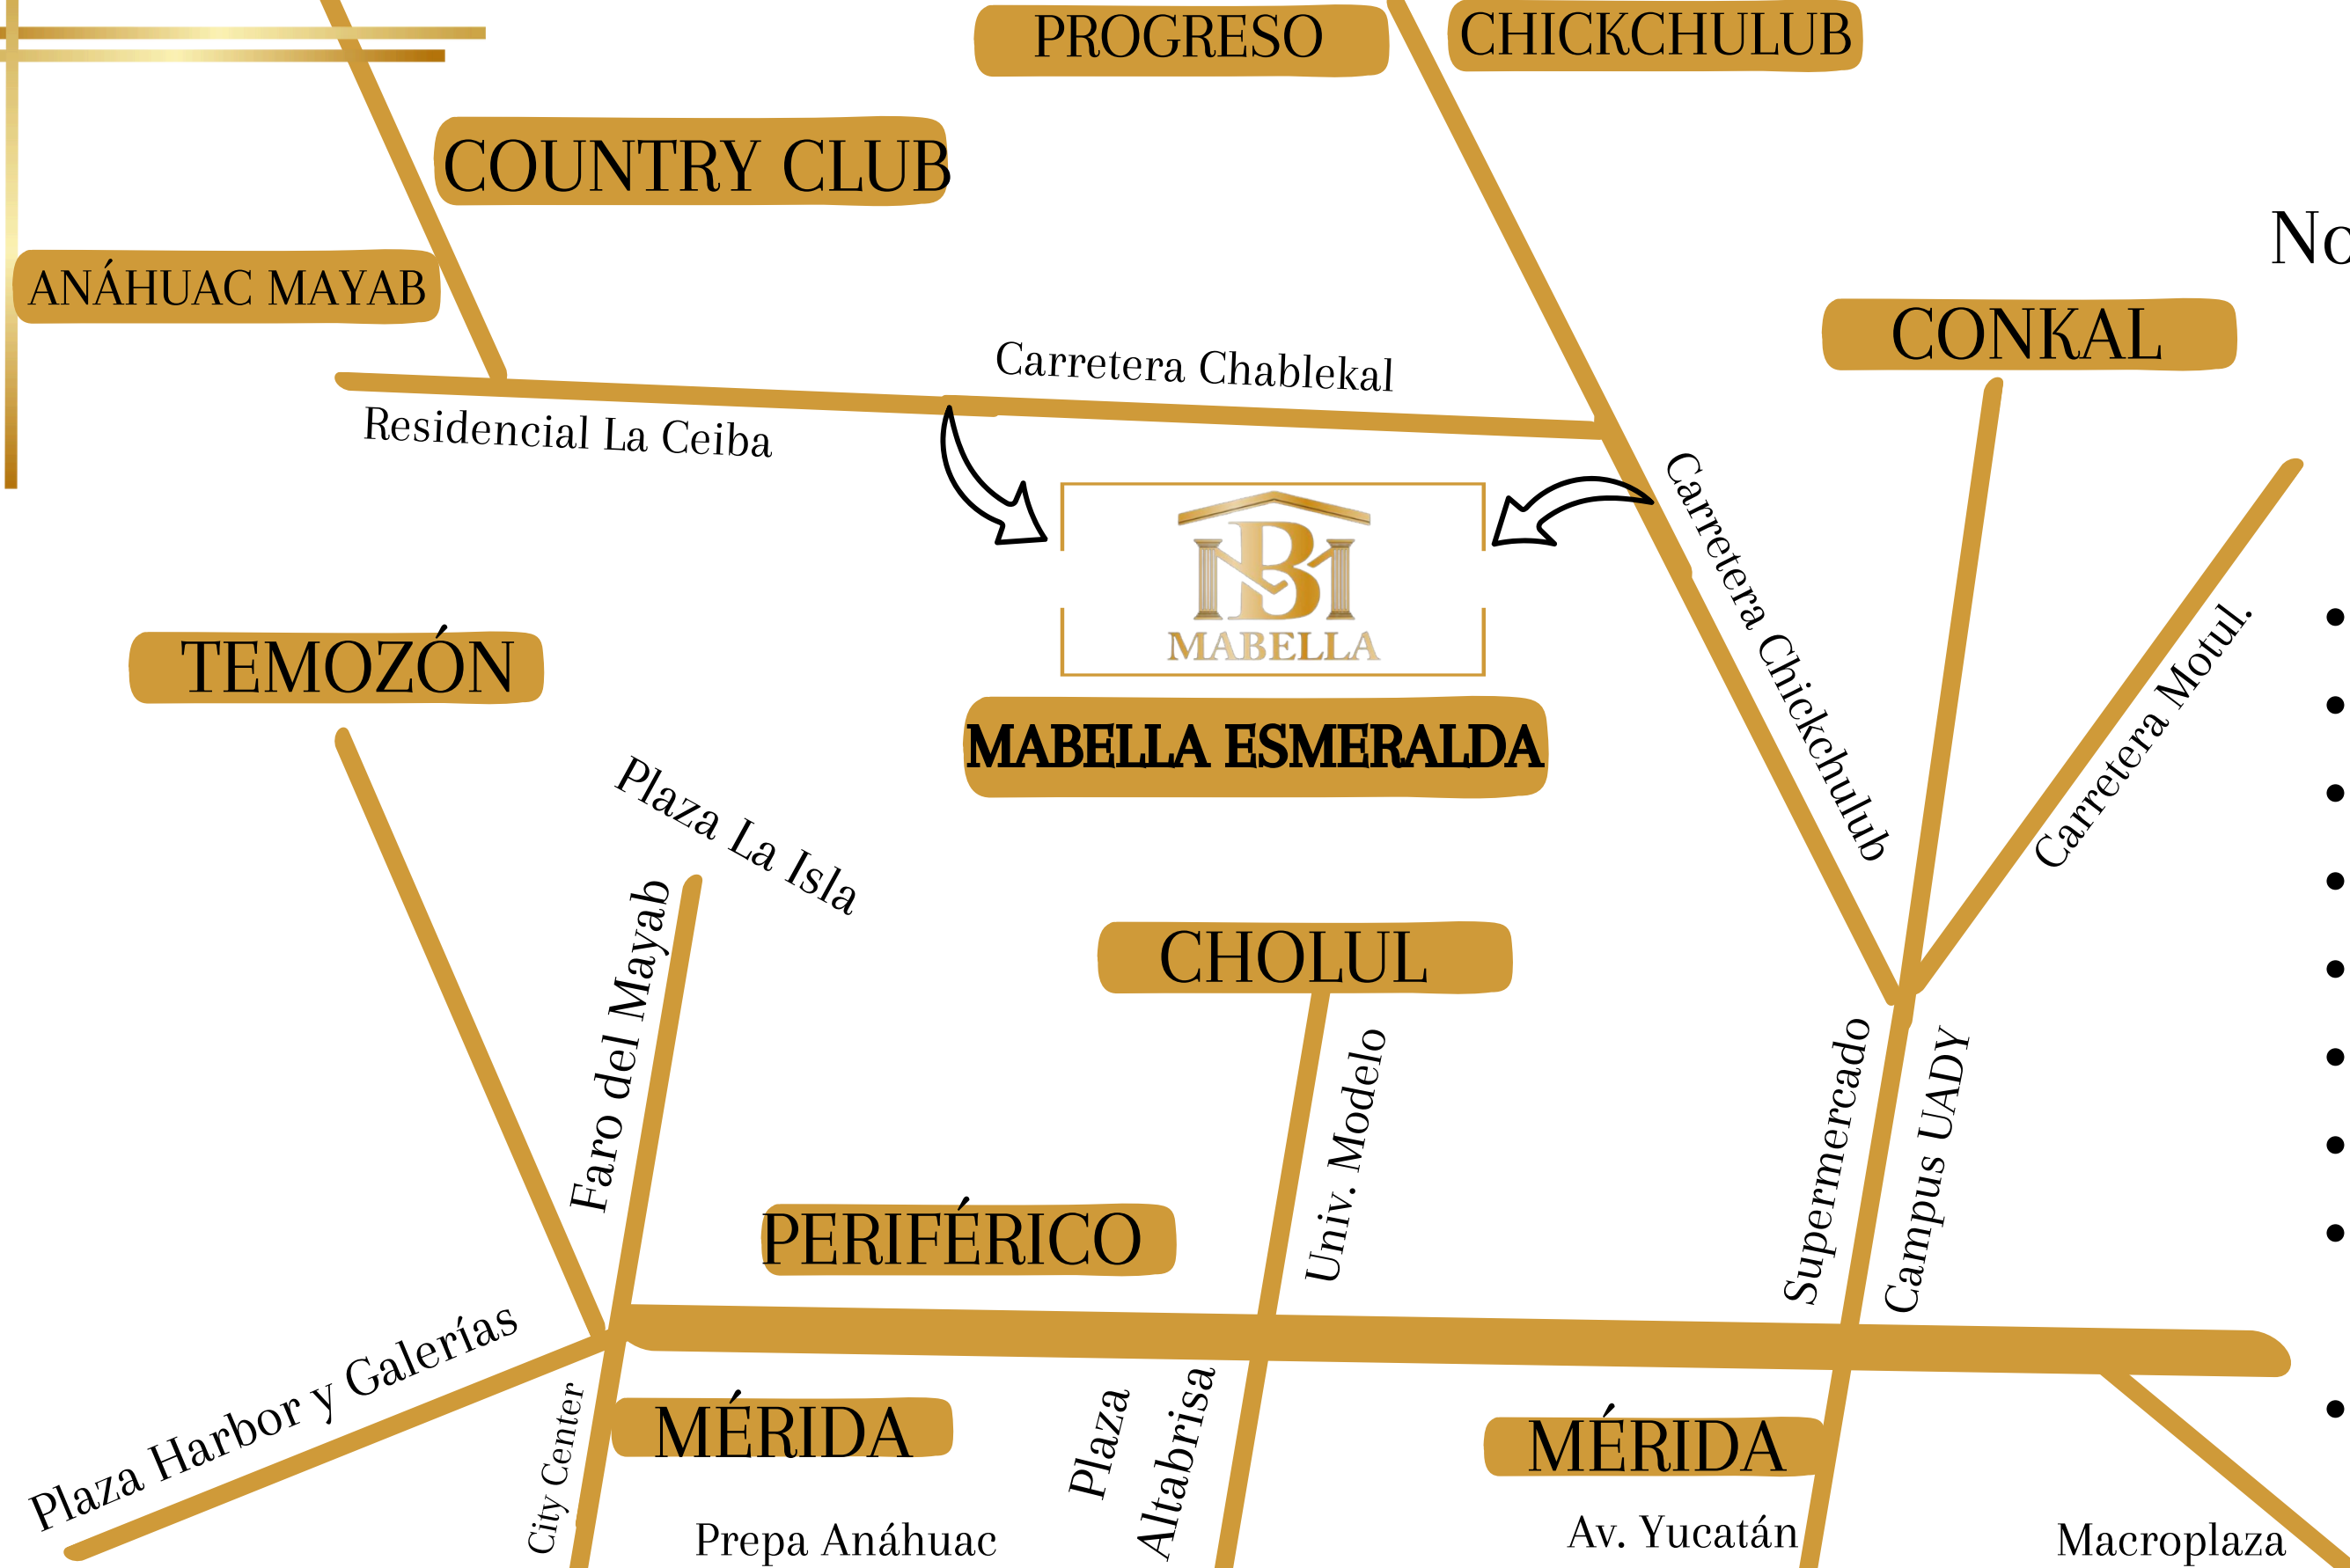 PROGRESO
CHICKCHULUB
COUNTRY CLUB
No
ANÁHUAC MAYAB
CONKAL
Carretera Chablekal
Residencial La Ceiba
Carretera Chickchulub
MABELLA
Carretera Motul.
TEMOZÓN
MABELLA ESMERALDA
Plaza La Isla
Faro del Mayab
CHOLUL
Univ. Modelo
Supermercado
Campus UADY
PERIFÉRICO
Plaza Harbor y Galerías
City Center
MÉRIDA
Plaza
Altabrisa
MÉRIDA
Prepa Anáhuac
Av. Yucatán
Macroplaza